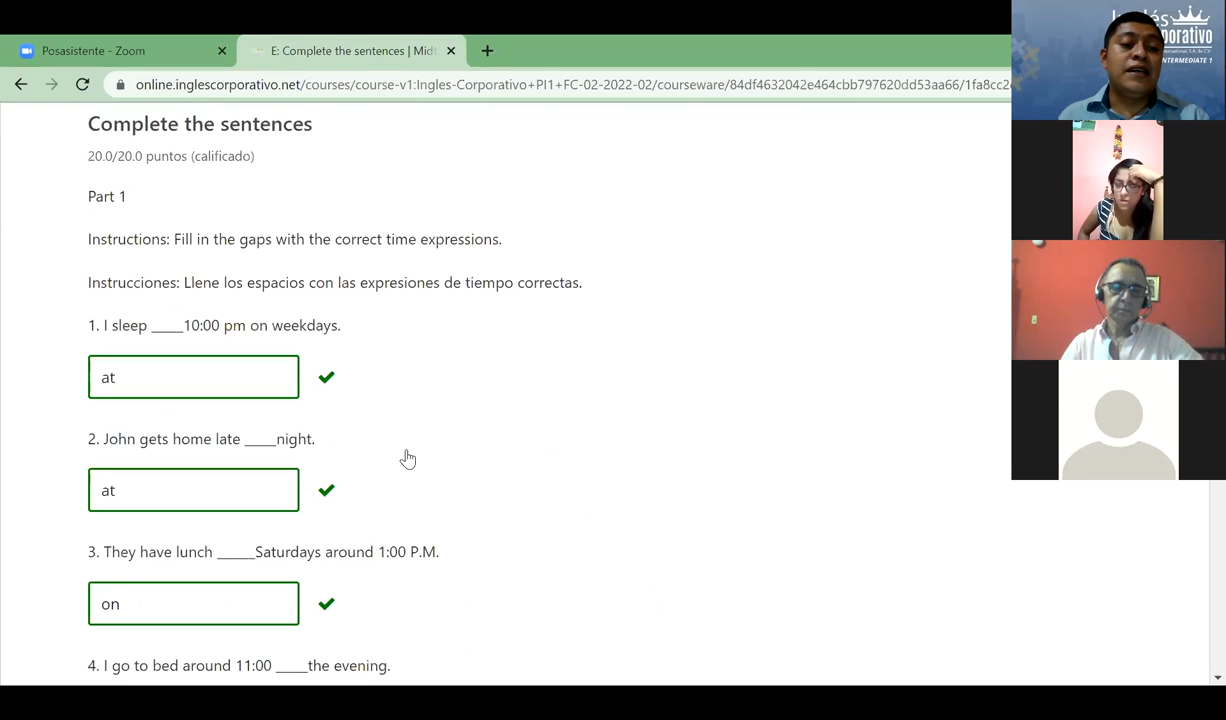 Posasistente - Zoom
E: Complete the sentences | Midt
online.inglescorporativo.net/courses/course-v1:Ingles-Corporativo+PI1+FC-02-2022-02/courseware/84df4632042e464cbb797620dd53aa66/1fa8cc2
Complete the sentences
20.0/20.0 puntos (calificado)
Part 1
Instructions: Fill in the gaps with the correct time expressions.
Instrucciones: Llene los espacios con las expresiones de tiempo correctas.
1. I sleep _____10:00 pm on weekdays.
at
2. John gets home late _____night.
at
3. They have lunch ______Saturdays around 1:00 P.M.
on
4. I go to bed around 11:00 _____the evening.
INTERMEDIATE 1